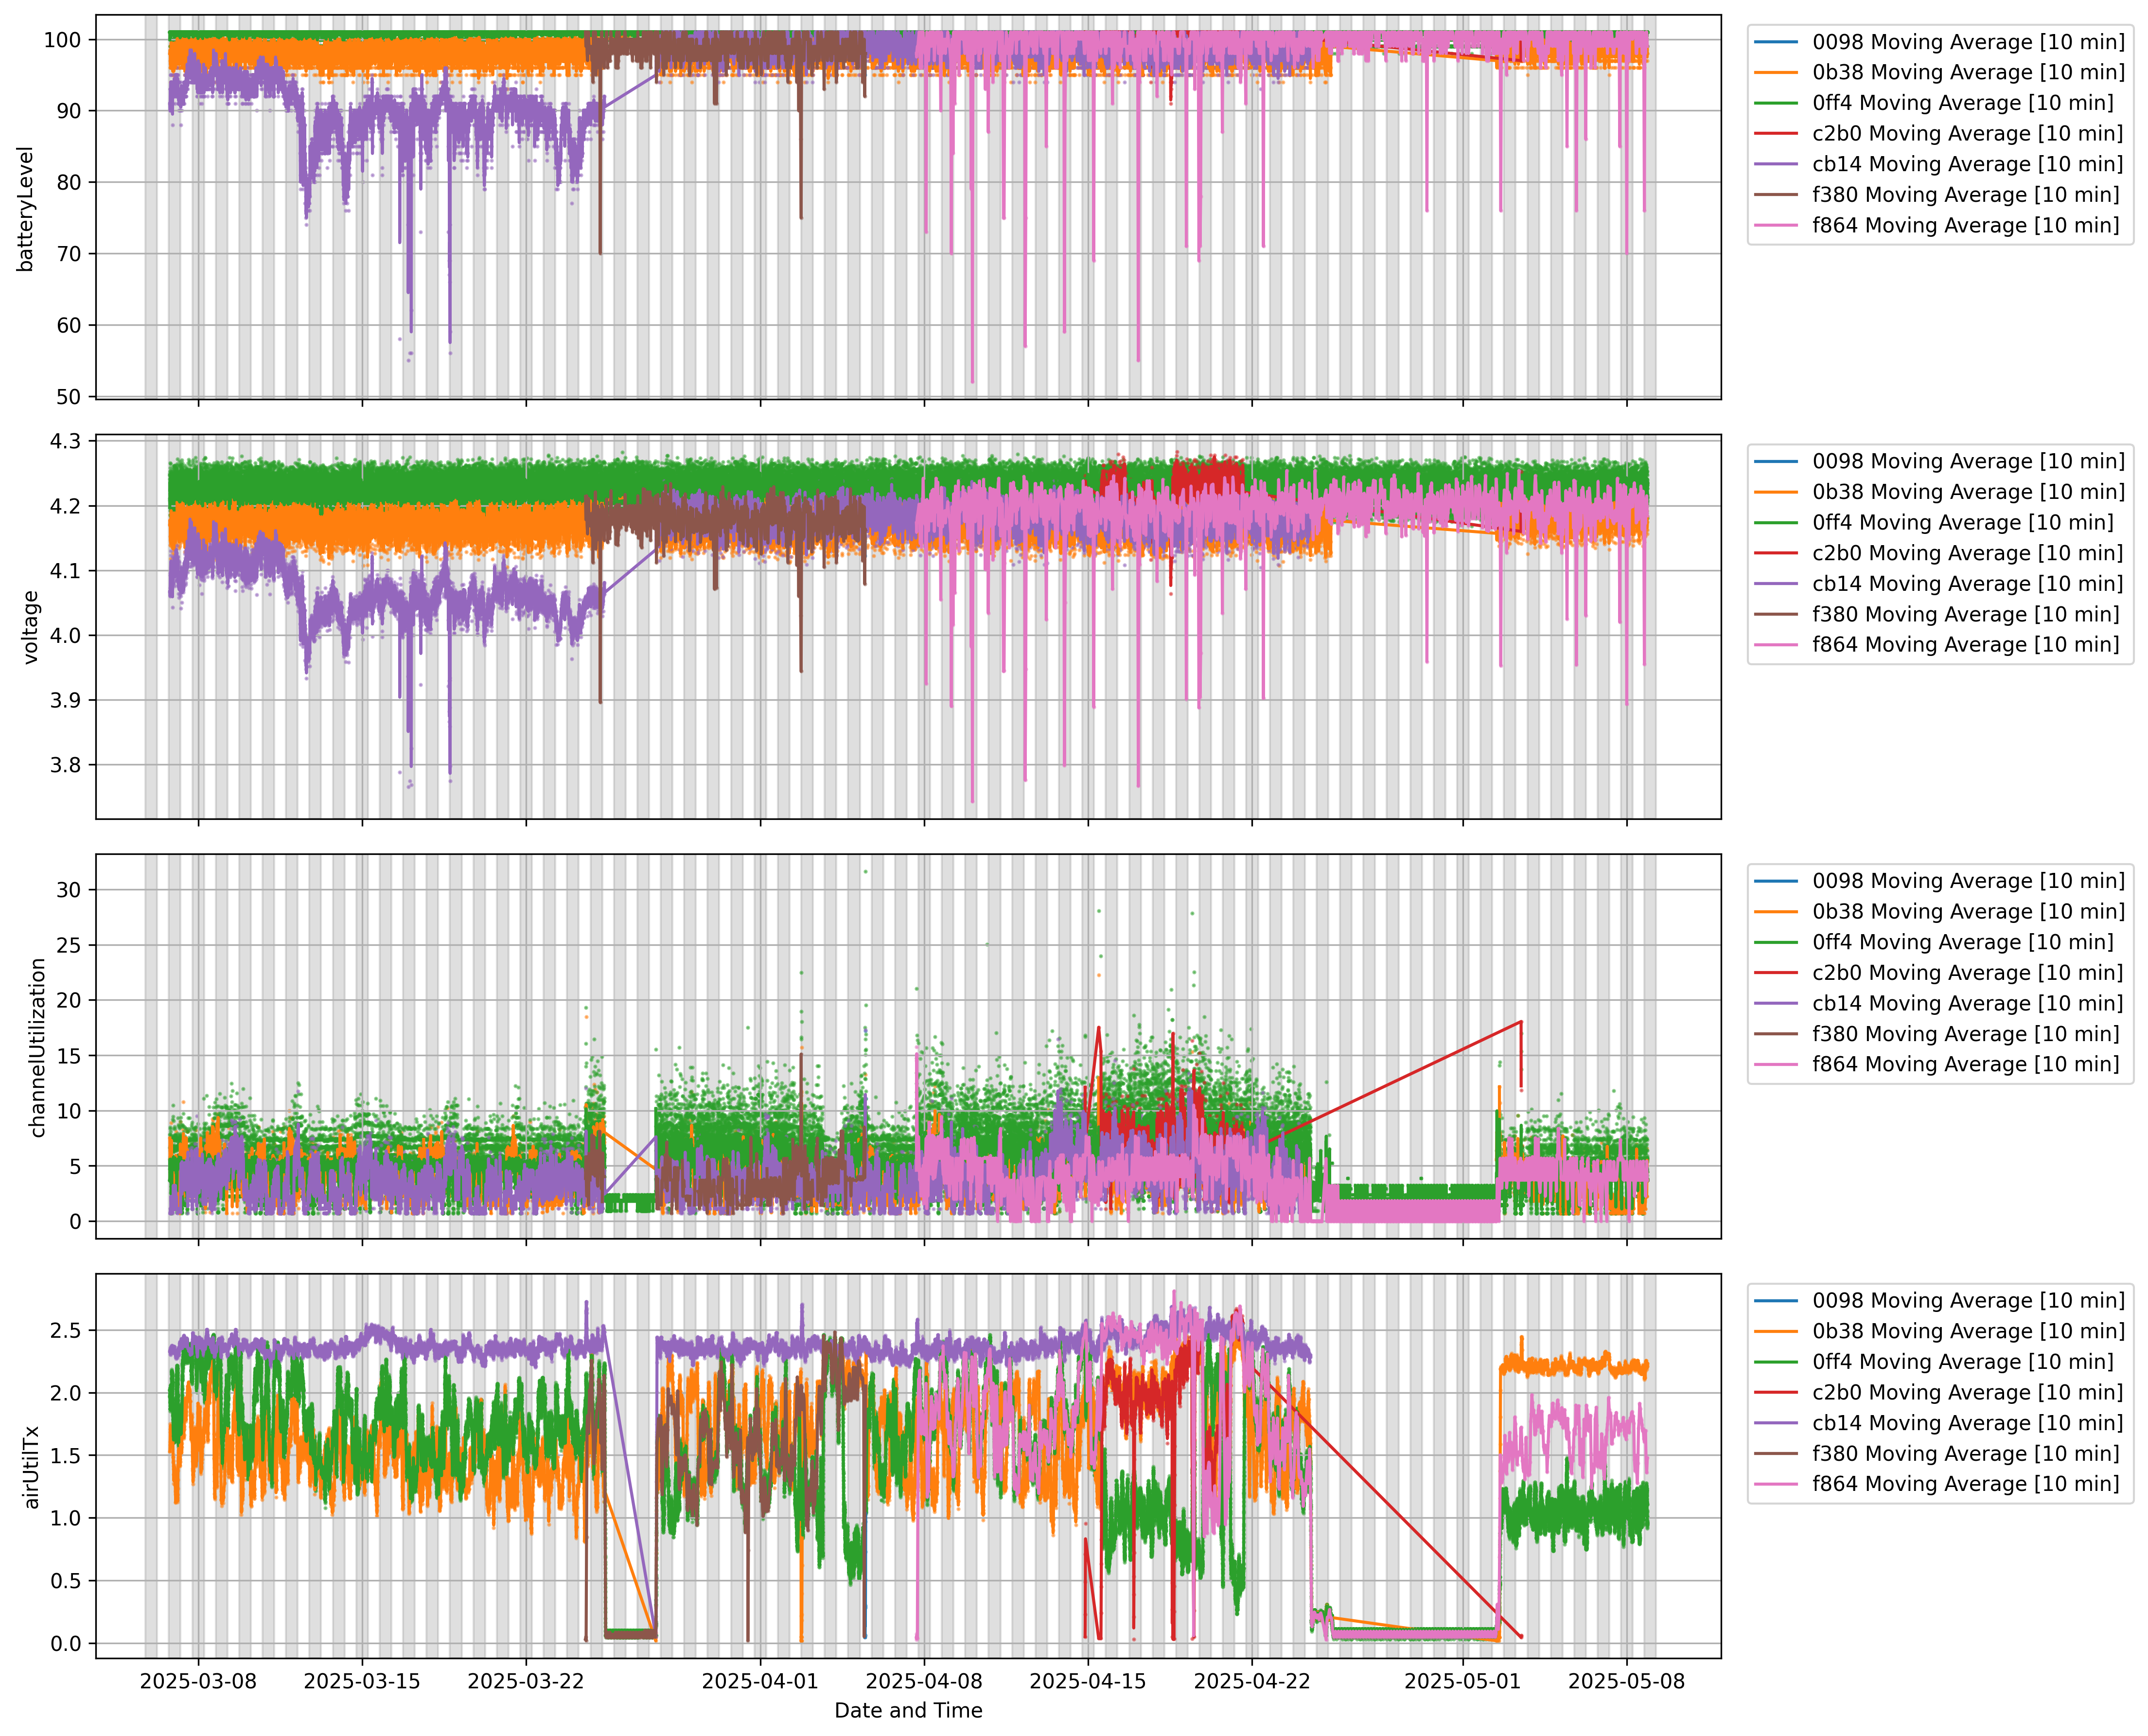 batteryLevel
100
90
80
70
60
50
0098 Moving Average [10 min]
0b38 Moving Average [10 min]
0ff4 Moving Average [10 min]
c2b0 Moving Average [10 min]
cb14 Moving Average [10 min]
f380 Moving Average [10 min]
f864 Moving Average [10 min]
voltage
4.3
4.2
4.1
4.0
3.9
3.8
0098 Moving Average [10 min]
0b38 Moving Average [10 min]
0ff4 Moving Average [10 min]
c2b0 Moving Average [10 min]
cb14 Moving Average [10 min]
f380 Moving Average [10 min]
f864 Moving Average [10 min]
channelUtilization
30
25
20
15
10
5
0
0098 Moving Average [10 min]
0b38 Moving Average [10 min]
0ff4 Moving Average [10 min]
c2b0 Moving Average [10 min]
cb14 Moving Average [10 min]
f380 Moving Average [10 min]
f864 Moving Average [10 min]
airUtilTx
2.5
2.0
1.5
1.0
0.5
0.0
0098 Moving Average [10 min]
0b38 Moving Average [10 min]
0ff4 Moving Average [10 min]
c2b0 Moving Average [10 min]
cb14 Moving Average [10 min]
f380 Moving Average [10 min]
f864 Moving Average [10 min]
2025-03-08 2025-03-15 2025-03-22 2025-04-01 2025-04-08 2025-04-15 2025-04-22 2025-05-01 2025-05-08
Date and Time